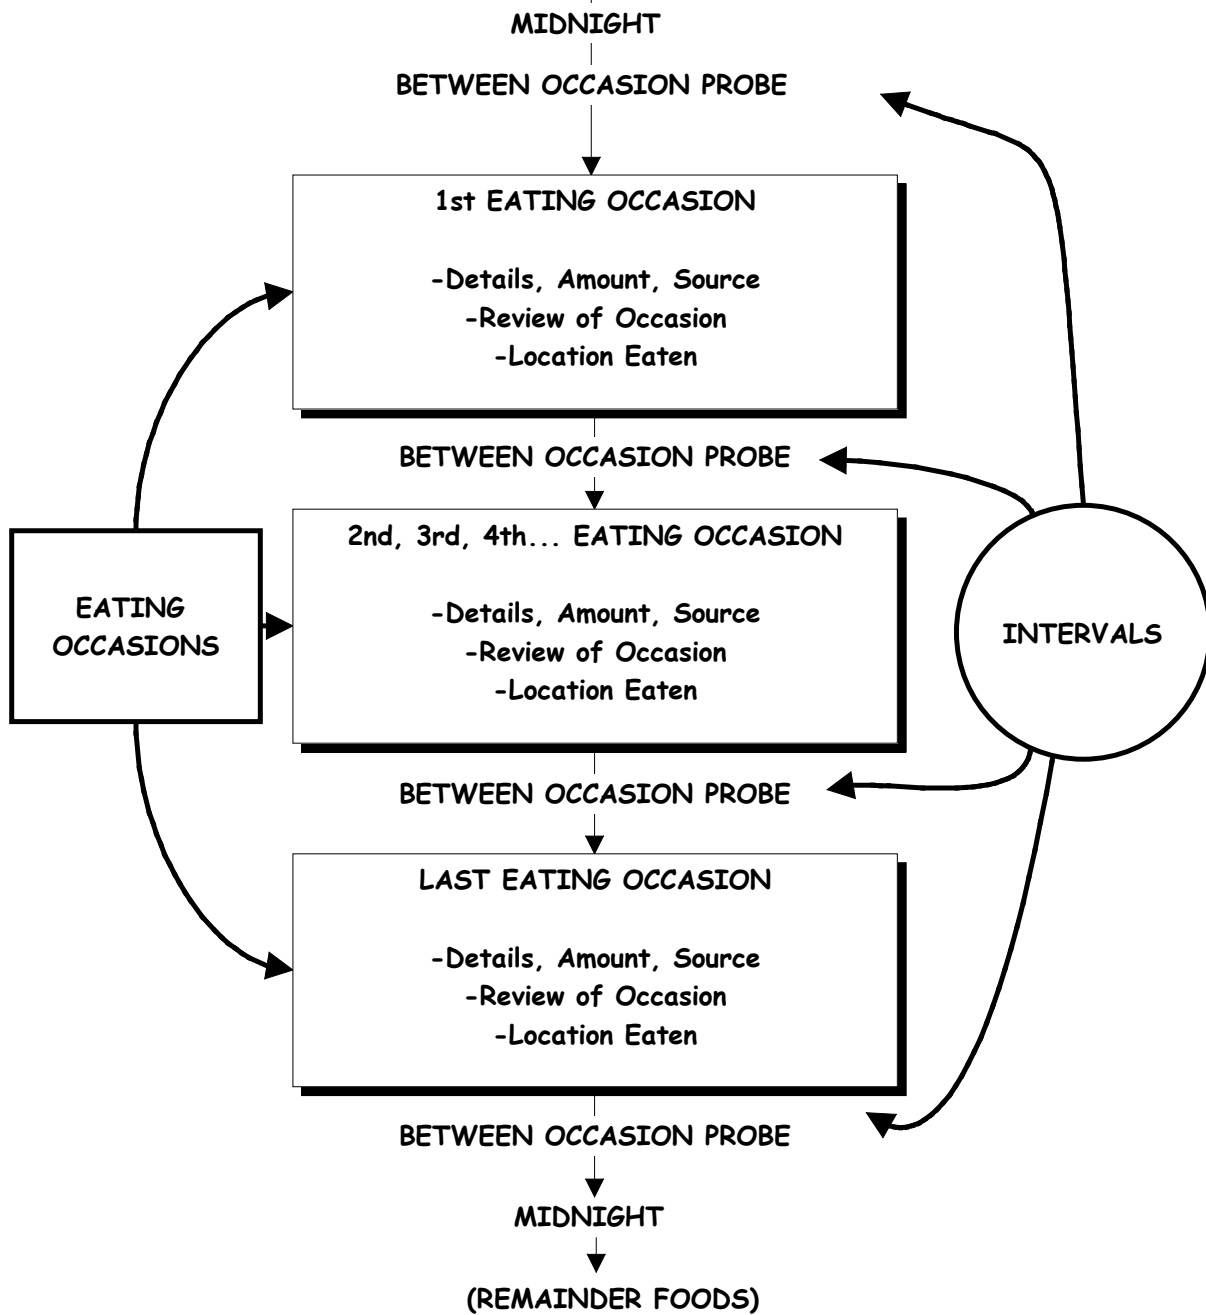 MIDNIGHT
BETWEEN OCCASION PROBE
1st EATING OCCASION
-Details, Amount, Source
-Review of Occasion
-Location Eaten
BETWEEN OCCASION PROBE
2nd, 3rd, 4th... EATING OCCASION
-Details, Amount, Source
-Review of Occasion
-Location Eaten
EATING
OCCASIONS
INTERVALS
BETWEEN OCCASION PROBE
LAST EATING OCCASION
-Details, Amount, Source
-Review of Occasion
-Location Eaten
BETWEEN OCCASION PROBE
MIDNIGHT
(REMAINDER FOODS)